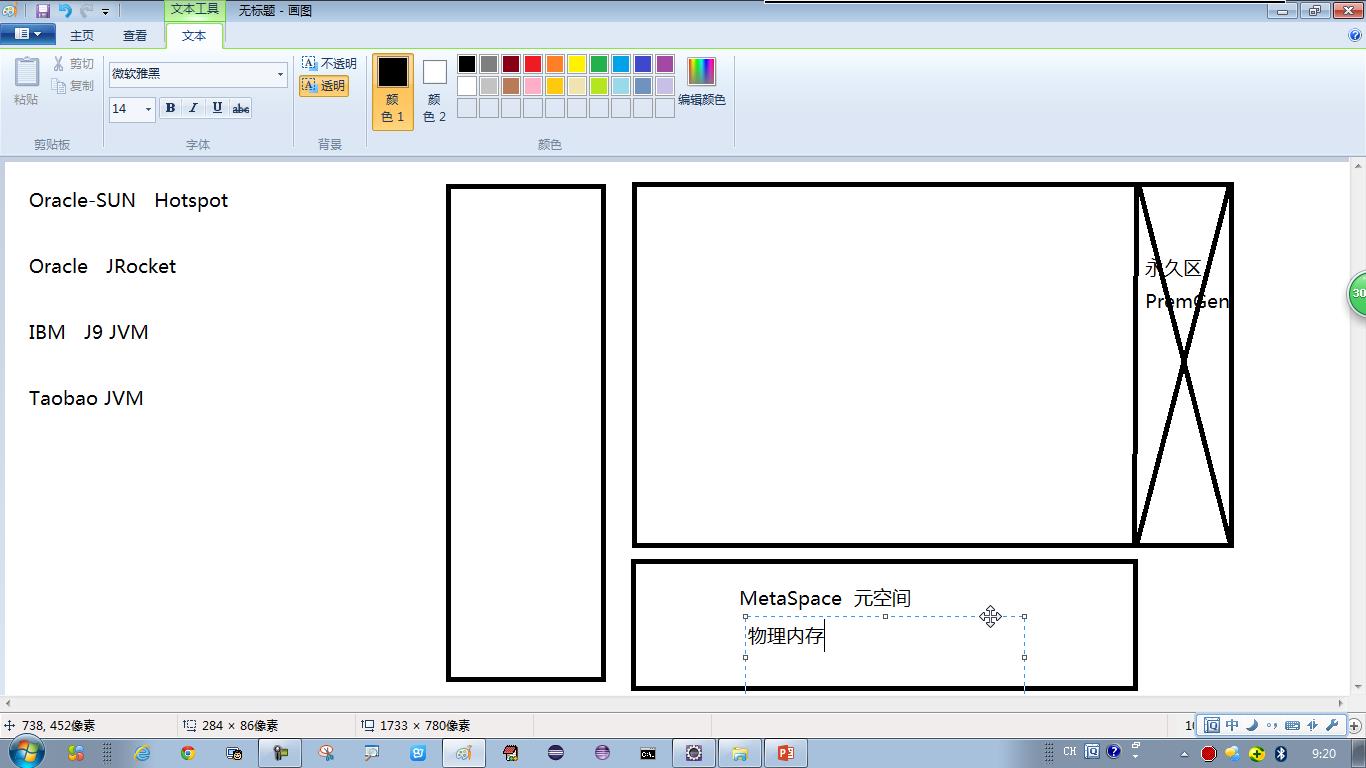 文本工具
无标题 - 画图
主页
查看
文本
粘贴
剪切
复制
剪贴板
微软雅黑
14
B
I
U
abc
字体
不透明
透明
背景
颜
色 1
颜
色 2
编辑颜色
颜色
Oracle-SUN Hotspot
Oracle JRocket
IBM J9 JVM
Taobao JVM
永久区
PremGen
30
MetaSpace 元空间
物理内存
738, 452像素
284 × 86像素
1733 × 780像素
中
CH
9:20